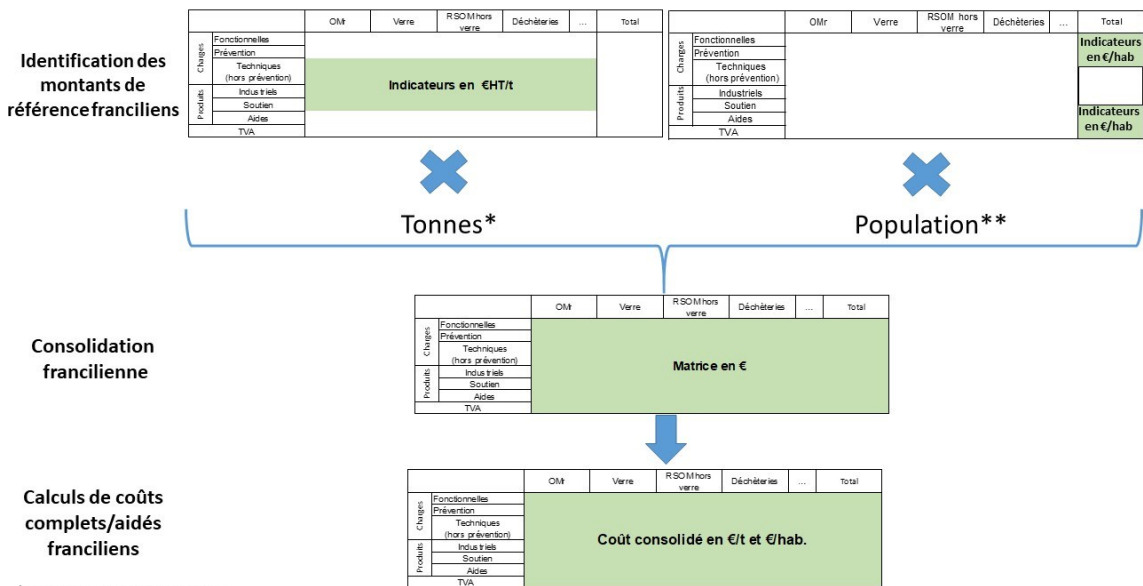 OMr Verre RSOM hors verre Déchèteries ... Total
Identification des montants de référence franciliens
Charges
Fonctionnelles
Prévention
Techniques
(hors prévention)
Produits
Industriels
Soutien
Aides
TVA
Indicateurs en €HT/t
OMr Verre RSOM hors verre Déchèteries ... Total
Charges
Fonctionnelles
Prévention
Techniques
(hors prévention)
Produits
Industriels
Soutien
Aides
TVA
Indicateurs
en €/hab
Indicateurs
en €/hab
Tonnes*
Population**
Consolidation
francilienne
OMr Verre RSOM hors verre Déchèteries ... Total
Charges
Fonctionnelles
Prévention
Techniques
(hors prévention)
Produits
Industriels
Soutien
Aides
TVA
Matrice en €
Calculs de coûts
complets/aidés
franciliens
OMr Verre RSOM hors verre Déchèteries ... Total
Charges
Fonctionnelles
Prévention
Techniques
(hors prévention)
Produits
Industriels
Soutien
Aides
TVA
Coût consolidé en €/t et €/hab.